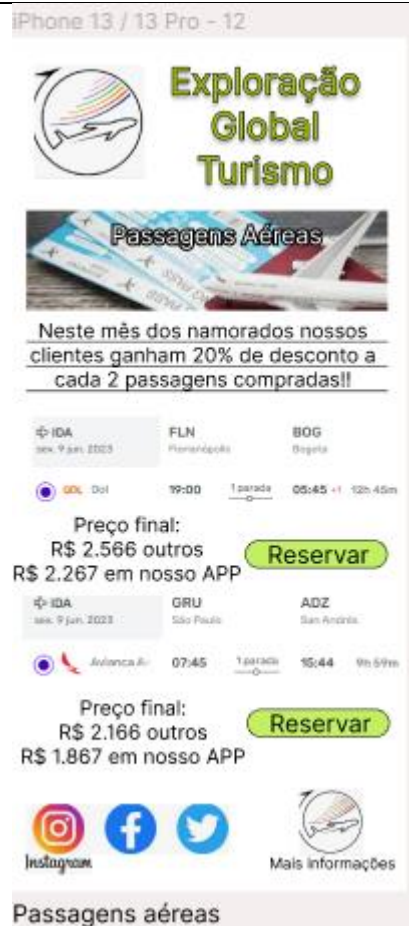 iPhone 13 / 13 Pro - 12
Exploração
Global
Turismo
Passagens Aéreas
Neste mês dos namorados nossos
clientes ganham 20% de desconto a
cada 2 passagens compradas!!
IDA FLN BOG
sex. 9 jun. 2023 Florianópolis Bogotá
GOL Gol 19:00 1 parada 05:45 +1 12h 45m
Preço final:
R$ 2.566 outros
R$ 2.267 em nosso APP
Reservar
IDA GRU ADZ
sex. 9 jun. 2023 São Paulo San Andrés
Avianca 07:45 1 parada 15:44 9h 59m
Preço final:
R$ 2.166 outros
R$ 1.867 em nosso APP
Reservar
Instagram
Mais informações
Passagens aéreas